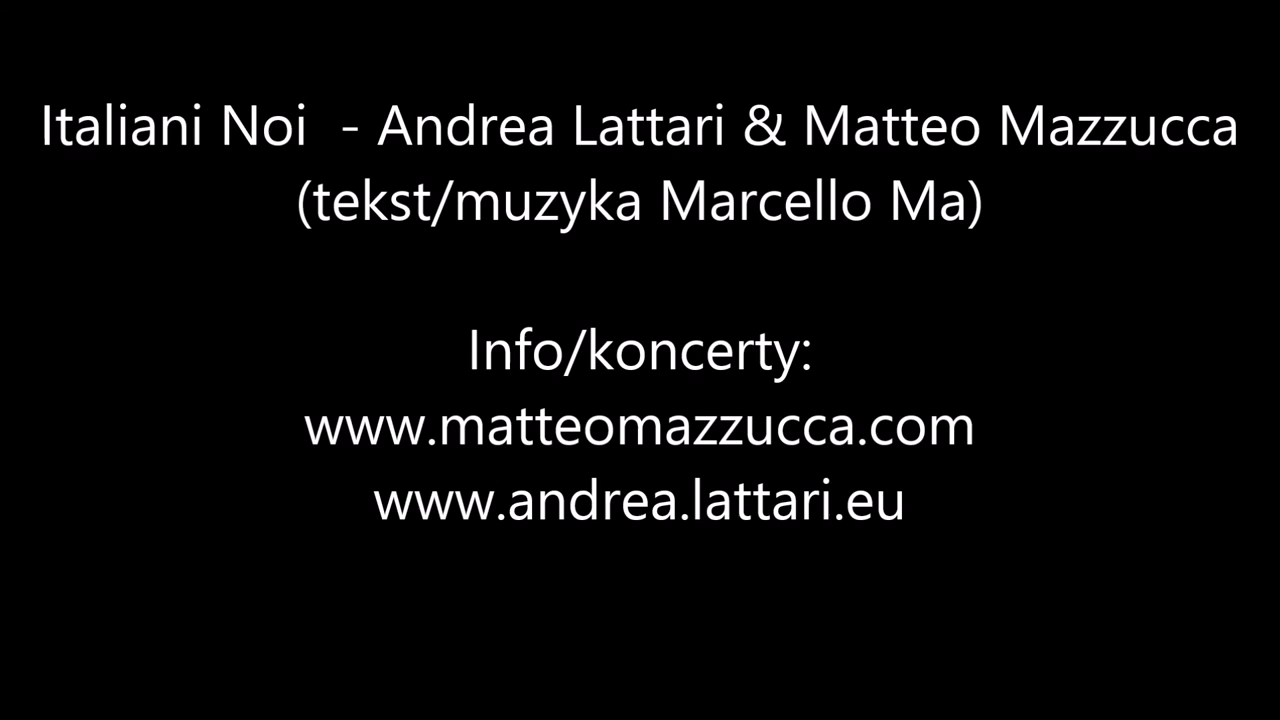 Italiani Noi  - Andrea Lattari & Matteo Mazzucca
(tekst/muzyka Marcello Ma)
Info/koncerty:
www.matteomazzucca.com
www.andrea.lattari.eu